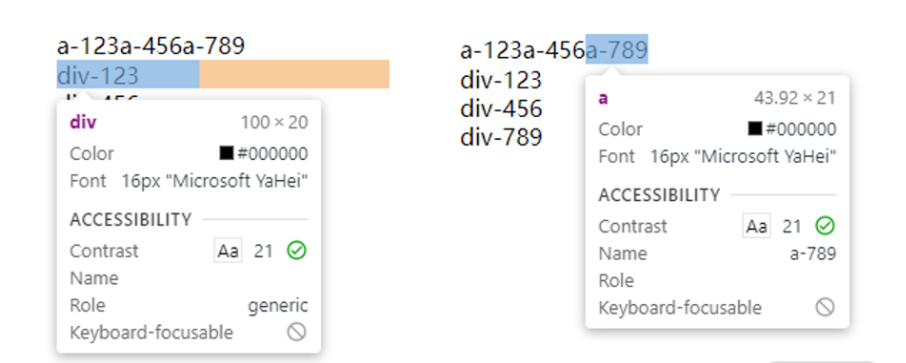 a-123a-456a-789
div-123
div-456
div 100 × 20
Color #000000
Font 16px "Microsoft YaHei"
ACCESSIBILITY
Contrast Aa 21
Name
Role generic
Keyboard-focusable
a-123a-456a-789
div-123
div-456
div-789
a 43.92 × 21
Color #000000
Font 16px "Microsoft YaHei"
ACCESSIBILITY
Contrast Aa 21
Name a-789
Role
Keyboard-focusable